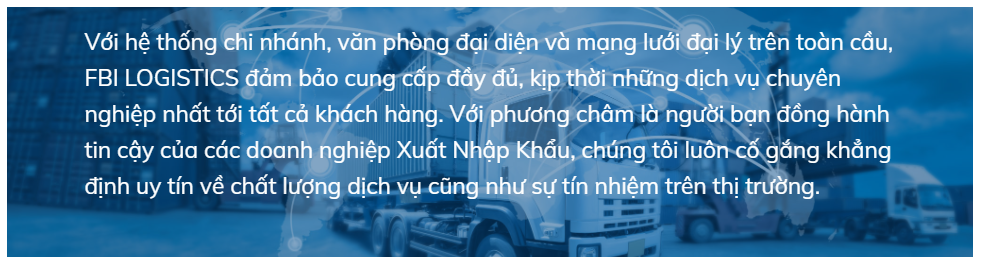 Với hệ thống chi nhánh, văn phòng đại diện và mạng lưới đại lý trên toàn cầu,
FBI LOGISTICS đảm bảo cung cấp đầy đủ, kịp thời những dịch vụ chuyên
nghiệp nhất tới tất cả khách hàng. Với phương châm là người bạn đồng hành
tin cậy của các doanh nghiệp Xuất Nhập Khẩu, chúng tôi luôn cố gắng khẳng
định uy tín về chất lượng dịch vụ cũng như sự tín nhiệm trên thị trường.